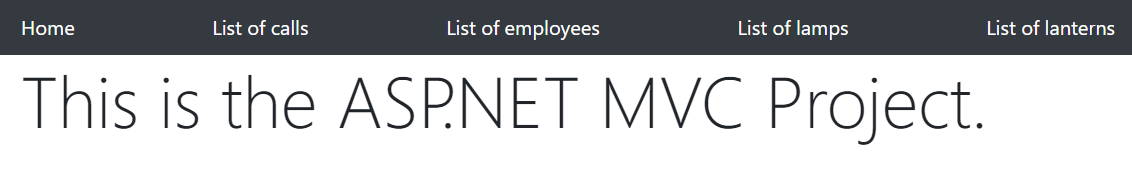 Home List of calls List of employees List of lamps List of lanterns
This is the ASP.NET MVC Project.